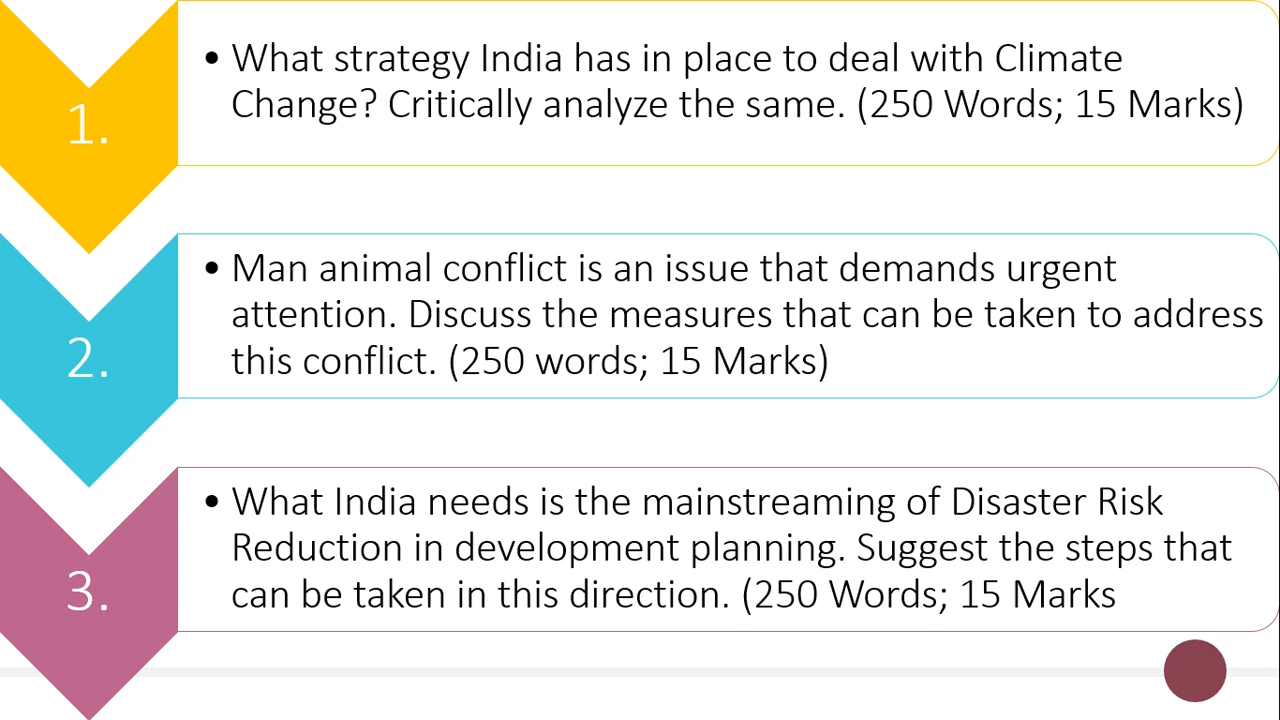 1.
• What strategy India has in place to deal with Climate
Change? Critically analyze the same. (250 Words; 15 Marks)
2.
• Man animal conflict is an issue that demands urgent
attention. Discuss the measures that can be taken to address
this conflict. (250 words; 15 Marks)
3.
• What India needs is the mainstreaming of Disaster Risk
Reduction in development planning. Suggest the steps that
can be taken in this direction. (250 Words; 15 Marks